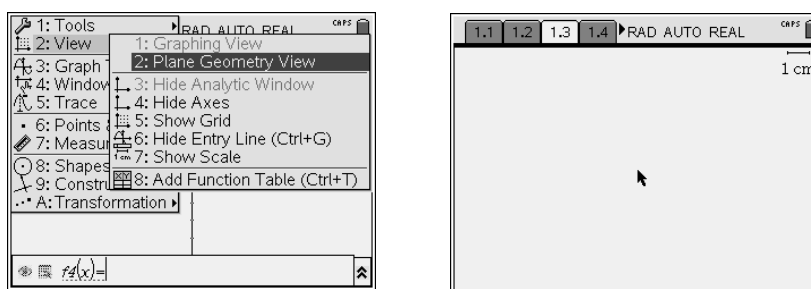 1: Tools
RAD AUTO REAL
CAPS
2: View
1: Graphing View
2: Plane Geometry View
3: Graph
3: Hide Analytic Window
4: Window
4: Hide Axes
5: Trace
5: Show Grid
6: Points
6: Hide Entry Line (Ctrl+G)
7: Measur
7: Show Scale
8: Shapes
8: Add Function Table (Ctrl+T)
9: Constru
A: Transformation
f4(x)=
1.1 1.2 1.3 1.4 RAD AUTO REAL
CAPS
1 cm